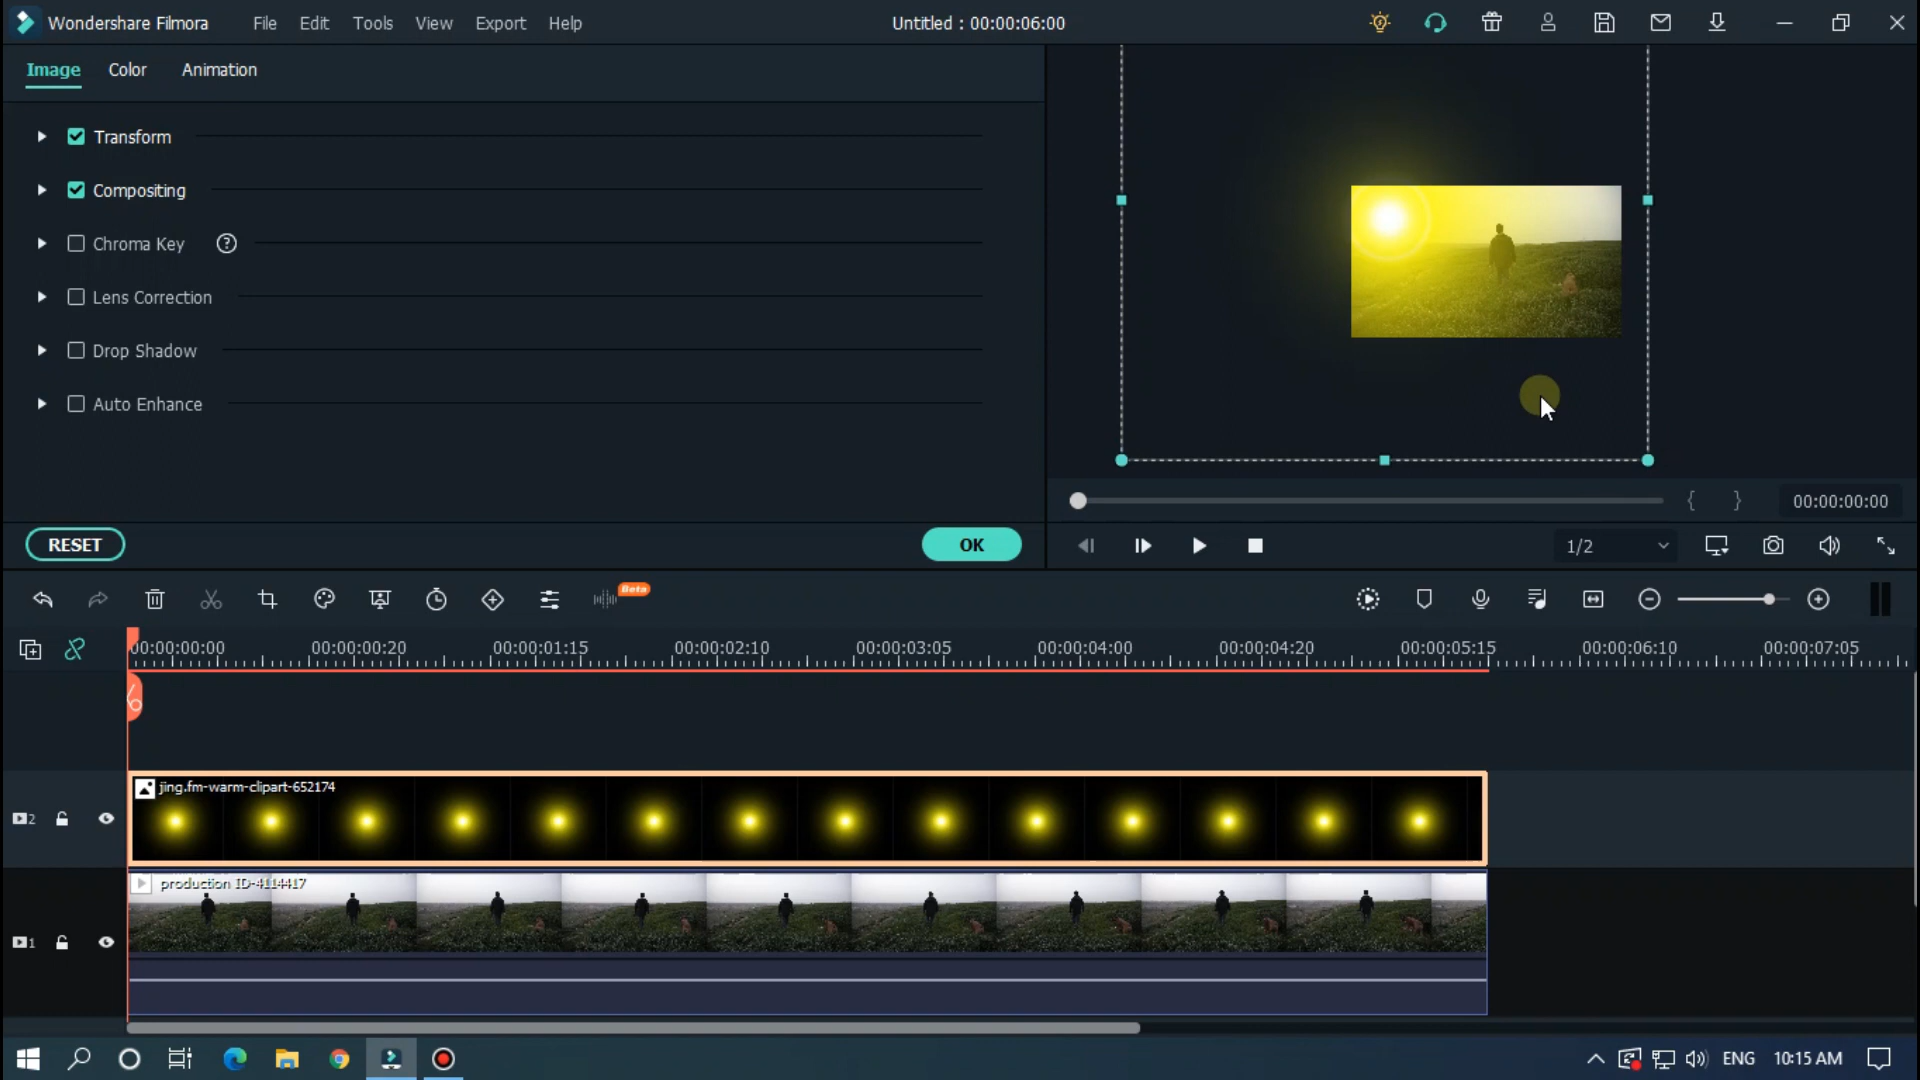 Wondershare Filmora
File Edit Tools View Export Help
Untitled : 00:00:06:00
Image Color Animation
Transform
Compositing
Chroma Key ?
Lens Correction
Drop Shadow
Auto Enhance
RESET
OK
{ } 00:00:00:00
1/2
Beta
00:00:00:00 00:00:00:20 00:00:01:15 00:00:02:10 00:00:03:05 00:00:04:00 00:00:04:20 00:00:05:15 00:00:06:10 00:00:07:05
jing.fm-warm-clipart-652174
2
production ID-4114417
1
ENG 10:15 AM